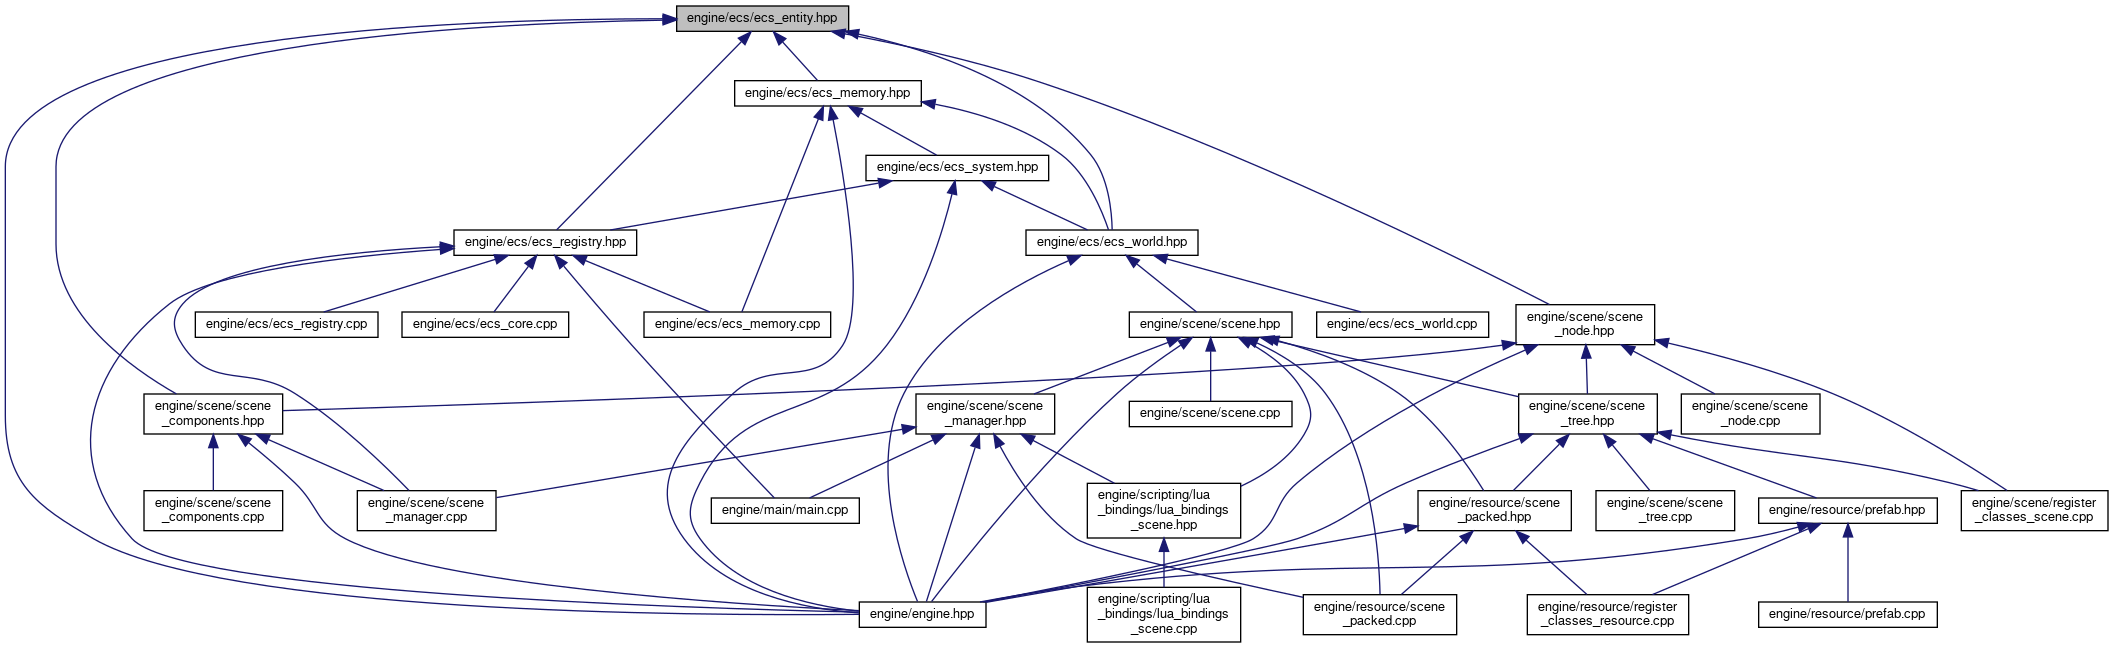 engine/ecs/ecs_entity.hpp
engine/ecs/ecs_memory.hpp
engine/ecs/ecs_system.hpp
engine/ecs/ecs_registry.hpp
engine/ecs/ecs_world.hpp
engine/ecs/ecs_registry.cpp
engine/ecs/ecs_core.cpp
engine/ecs/ecs_memory.cpp
engine/scene/scene.hpp
engine/ecs/ecs_world.cpp
engine/scene/scene
_node.hpp
engine/scene/scene
_components.hpp
engine/scene/scene
_manager.hpp
engine/scene/scene.cpp
engine/scene/scene
_tree.hpp
engine/scene/scene
_node.cpp
engine/scene/scene
_components.cpp
engine/scene/scene
_manager.cpp
engine/main/main.cpp
engine/scripting/lua
_bindings/lua_bindings
_scene.hpp
engine/resource/scene
_packed.hpp
engine/scene/scene
_tree.cpp
engine/resource/prefab.hpp
engine/scene/register
_classes_scene.cpp
engine/engine.hpp
engine/scripting/lua
_bindings/lua_bindings
_scene.cpp
engine/resource/scene
_packed.cpp
engine/resource/register
_classes_resource.cpp
engine/resource/prefab.cpp